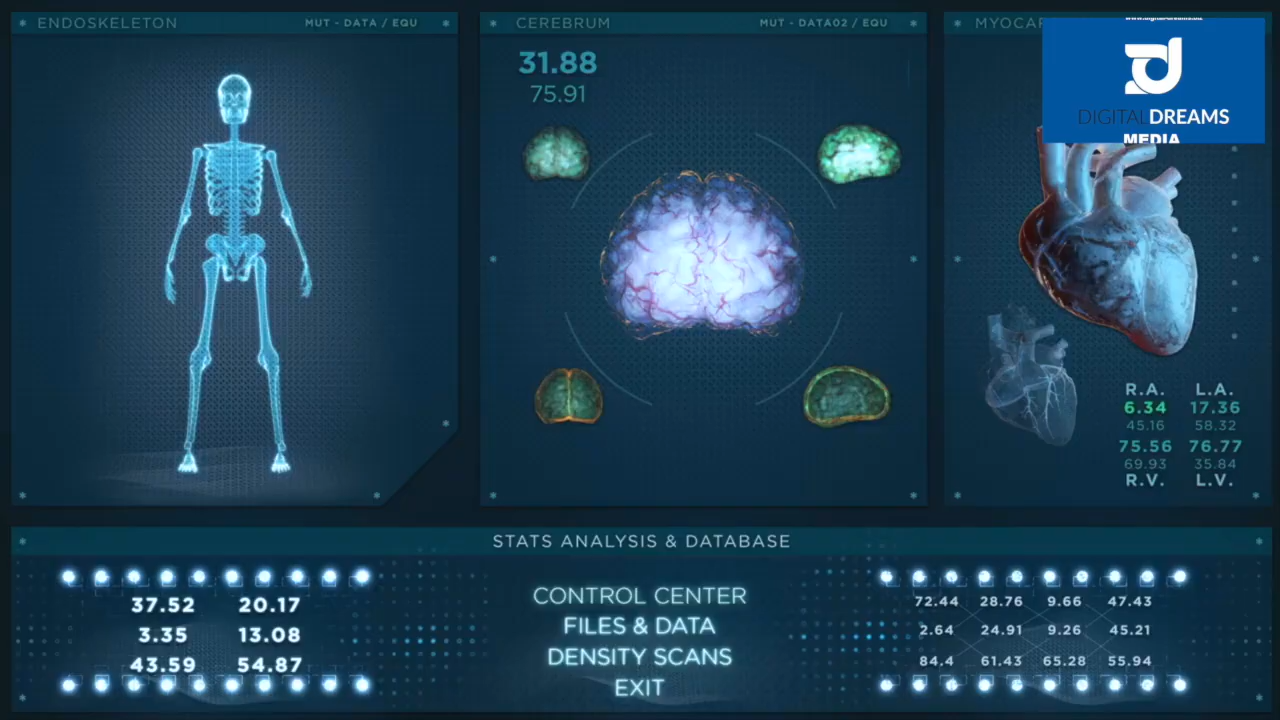 ENDOSKELETON
MUT - DATA / EQU
CEREBRUM
MUT - DATA02 / EQU
31.88
75.91
DIGITALDREAMS
MEDIA
R.A. L.A.
6.34 17.36
45.16 58.32
75.56 76.77
69.93 35.84
R.V. L.V.
STATS ANALYSIS & DATABASE
37.52 20.17
3.35 13.08
43.59 54.87
CONTROL CENTER
FILES & DATA
DENSITY SCANS
EXIT
72.44 28.76 9.66 47.43
2.64 24.91 9.26 45.21
84.4 61.43 65.28 55.94